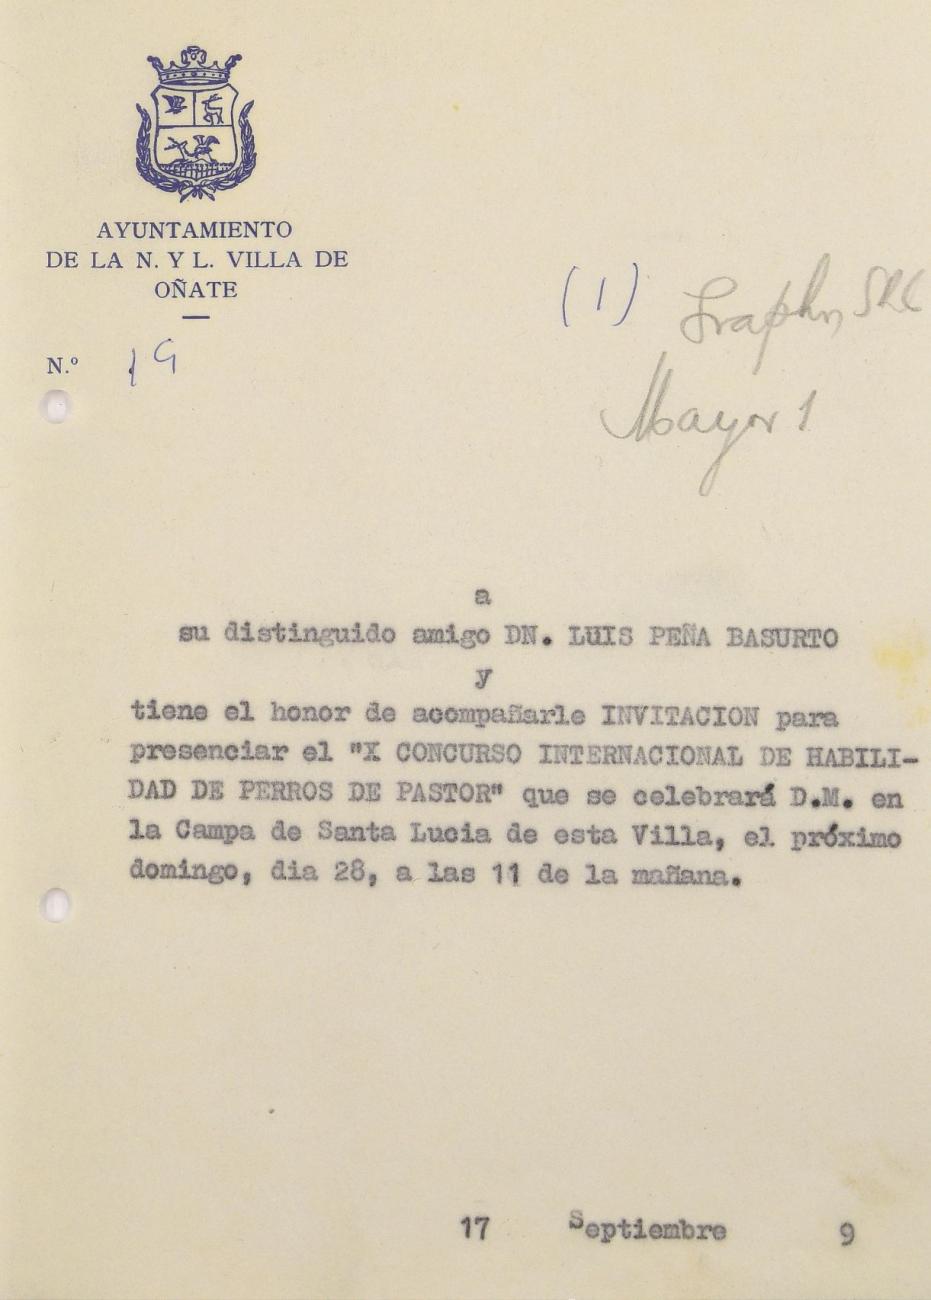 AYUNTAMIENTO
DE LA N. Y L. VILLA DE
OÑATE
N.º 19
(1)
Mayor 1
a
su distinguido amigo DN. LUIS PEÑA BASURTO
y
tiene el honor de acompañarle INVITACION para
presenciar el "X CONCURSO INTERNACIONAL DE HABILI-
DAD DE PERROS DE PASTOR" que se celebrará D.M. en
la Campa de Santa Lucia de esta Villa, el próximo
domingo, dia 28, a las 11 de la mañana.
17 Septiembre 9